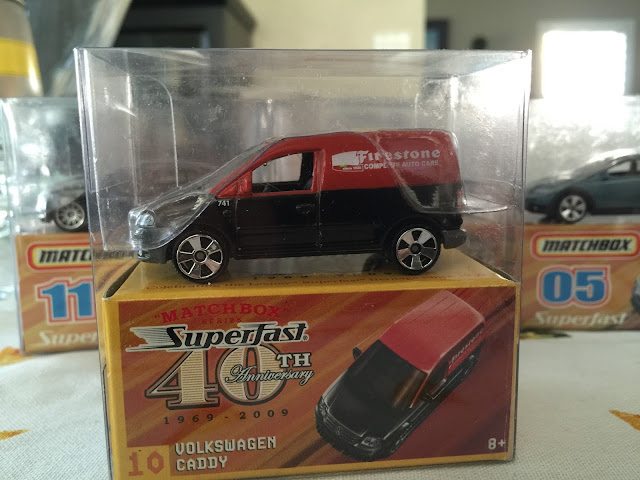 Firestone
COMPLETE AUTO CARE
741
MATCHBOX
11
"MATCHBOX"
SERIES
SuperFast
40TH
Anniversary
1969-2009
10 VOLKSWAGEN
CADDY
8+
MATCHBOX
05
Superfast